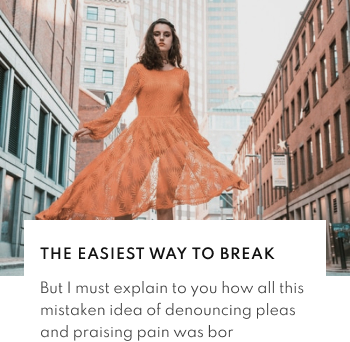 THE EASIEST WAY TO BREAK
But I must explain to you how all this
mistaken idea of denouncing pleas
and praising pain was bor